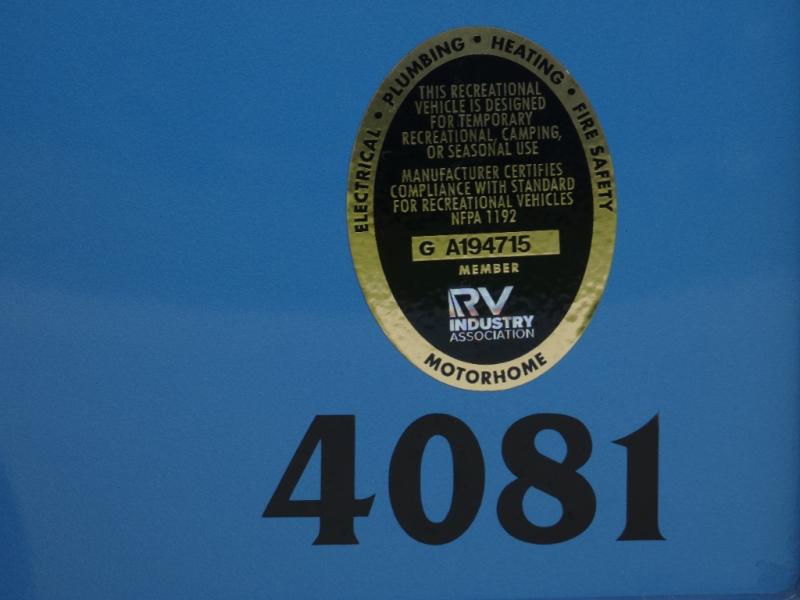 ELECTRICAL • PLUMBING • HEATING • FIRE SAFETY
THIS RECREATIONAL
VEHICLE IS DESIGNED
FOR TEMPORARY
RECREATIONAL, CAMPING,
OR SEASONAL USE
MANUFACTURER CERTIFIES
COMPLIANCE WITH STANDARD
FOR RECREATIONAL VEHICLES
NFPA 1192
G A194715
MEMBER
RV
INDUSTRY
ASSOCIATION
MOTORHOME
4081